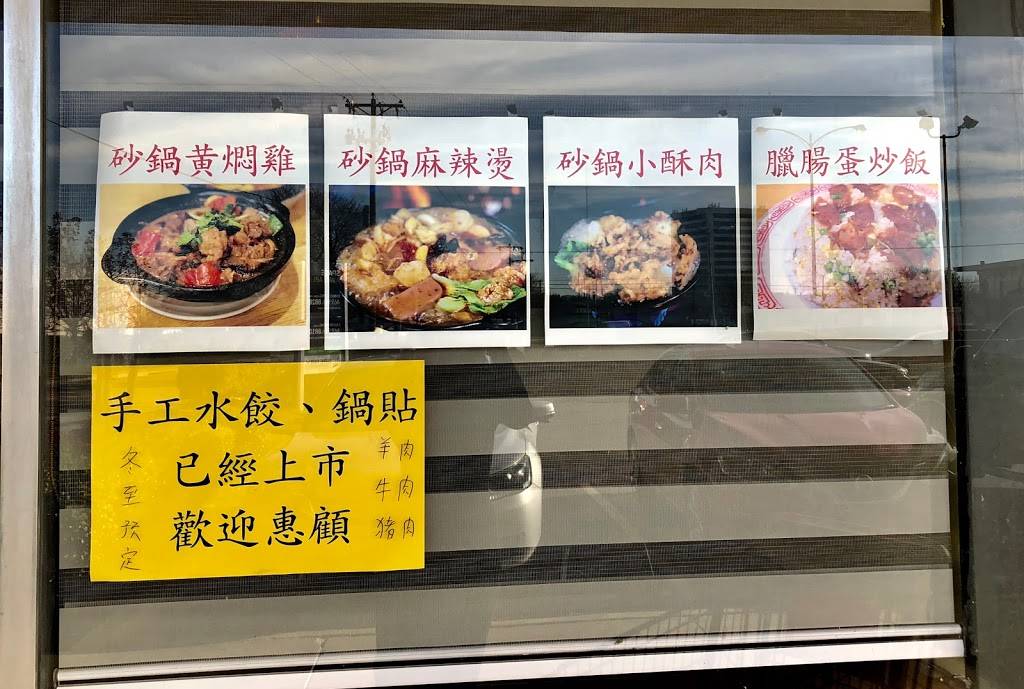 砂鍋黃燜雞
砂鍋麻辣燙
砂鍋小酥肉
臘腸蛋炒飯
手工水餃、鍋貼
已經上市
歡迎惠顧
冬至預定
羊肉
牛肉
猪肉